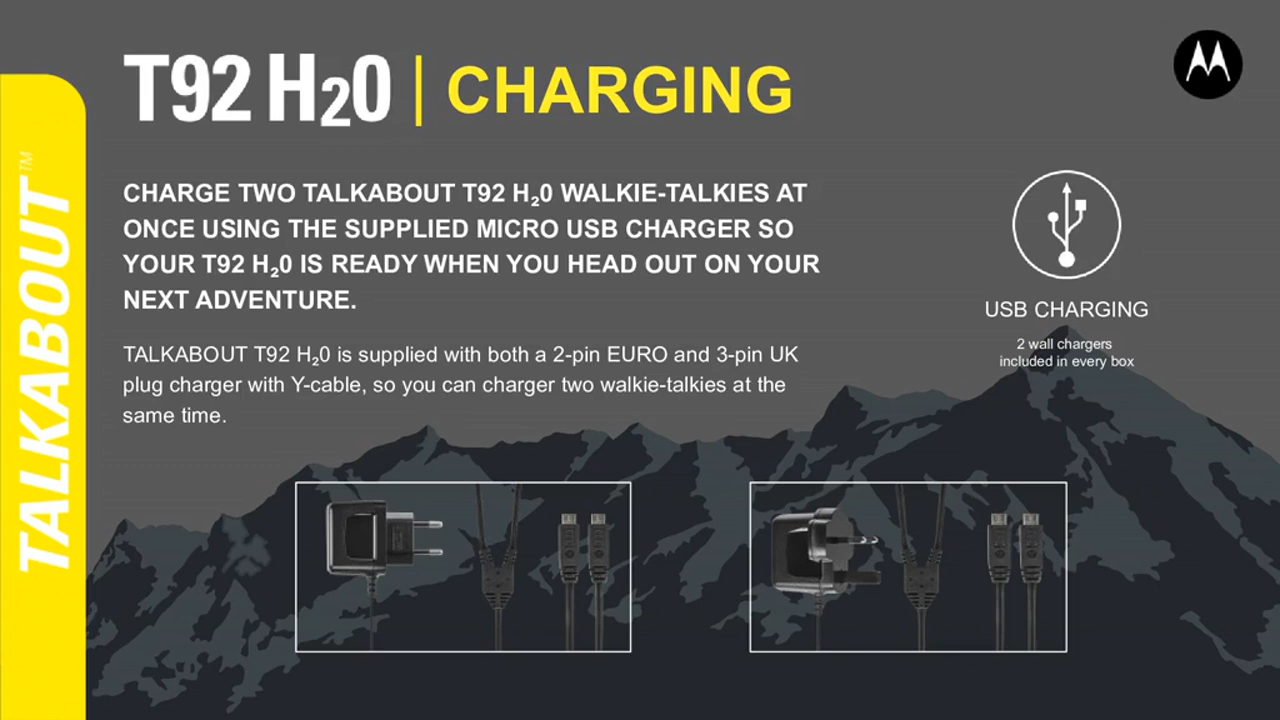 TALKABOUT™
T92 H₂0 | CHARGING
CHARGE TWO TALKABOUT T92 H₂0 WALKIE-TALKIES AT
ONCE USING THE SUPPLIED MICRO USB CHARGER SO
YOUR T92 H₂0 IS READY WHEN YOU HEAD OUT ON YOUR
NEXT ADVENTURE.
TALKABOUT T92 H₂0 is supplied with both a 2-pin EURO and 3-pin UK
plug charger with Y-cable, so you can charger two walkie-talkies at the
same time.
USB CHARGING
2 wall chargers
included in every box